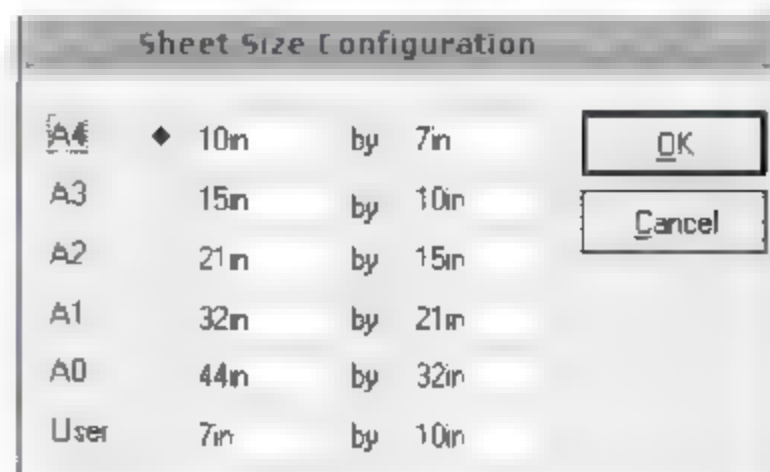 Sheet Size Configuration
A4 ◆ 10in by 7in OK
A3 15in by 10in Cancel
A2 21in by 15in
A1 32in by 21in
A0 44in by 32in
User 7in by 10in